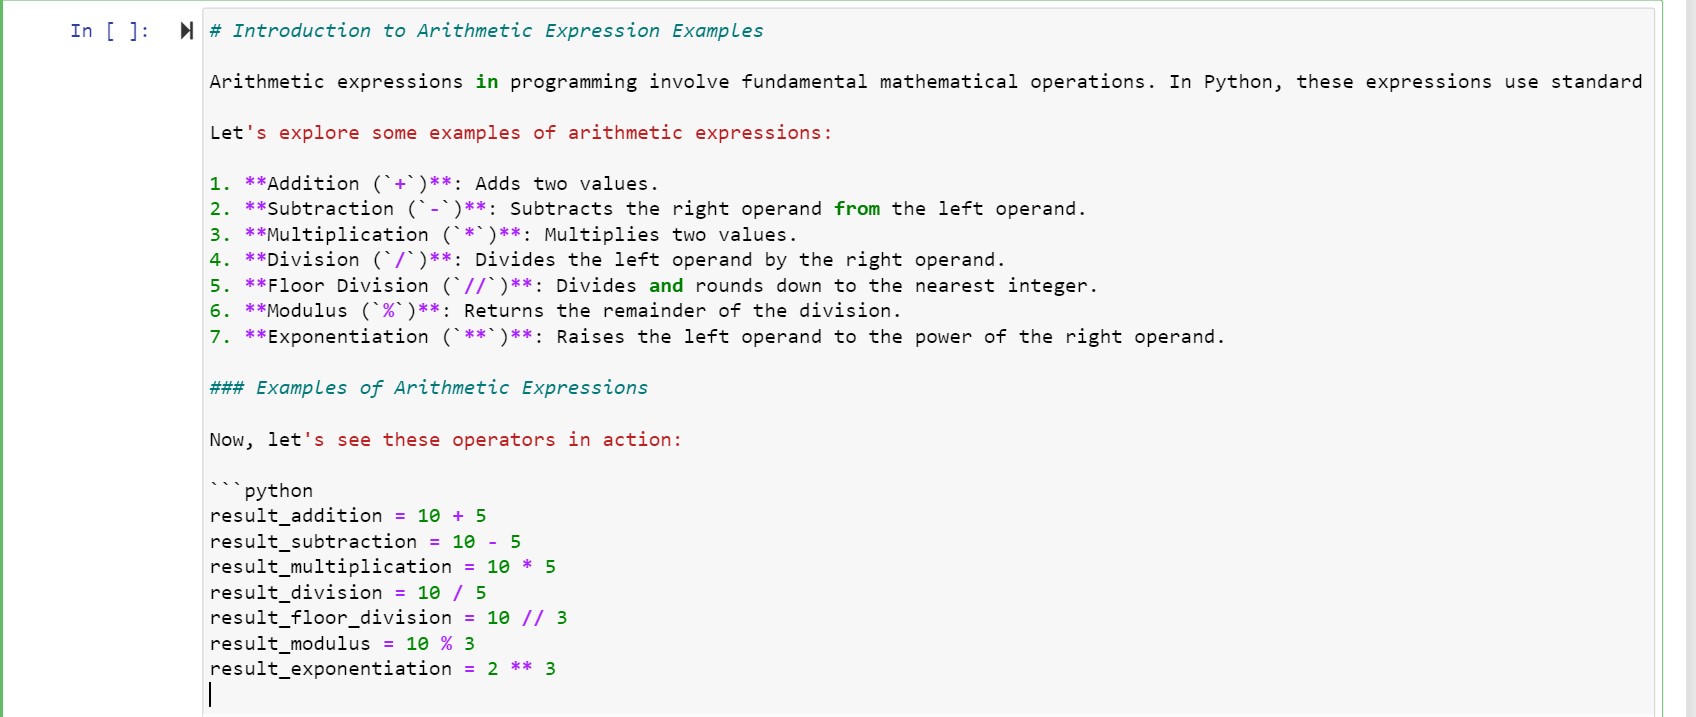 In [ ]:
# Introduction to Arithmetic Expression Examples
Arithmetic expressions in programming involve fundamental mathematical operations. In Python, these expressions use standard
Let's explore some examples of arithmetic expressions:
1. **Addition (`+`)**: Adds two values.
2. **Subtraction (`-`)**: Subtracts the right operand from the left operand.
3. **Multiplication (`*`)**: Multiplies two values.
4. **Division (`/`)**: Divides the left operand by the right operand.
5. **Floor Division (`//`)**: Divides and rounds down to the nearest integer.
6. **Modulus (`%`)**: Returns the remainder of the division.
7. **Exponentiation (`**`)**: Raises the left operand to the power of the right operand.
### Examples of Arithmetic Expressions
Now, let's see these operators in action:
```python
result_addition = 10 + 5
result_subtraction = 10 - 5
result_multiplication = 10 * 5
result_division = 10 / 5
result_floor_division = 10 // 3
result_modulus = 10 % 3
result_exponentiation = 2 ** 3